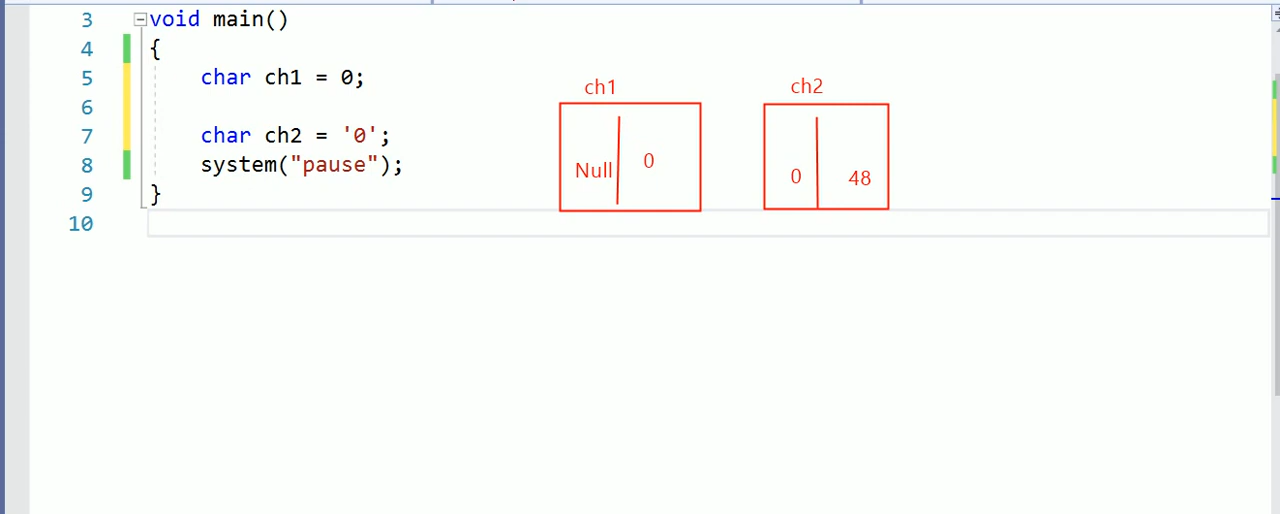 3 void main()
4 {
5 char ch1 = 0;
6
7 char ch2 = '0';
8 system("pause");
9 }
10
ch1
Null 0
ch2
0 48